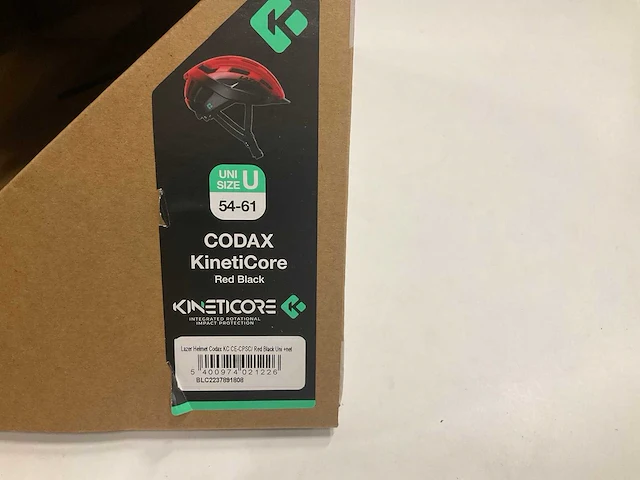 UNI
SIZE U
54-61
CODAX
KinetiCore
Red Black
KINETICORE
INTEGRATED ROTATIONAL
IMPACT PROTECTION
Lazer Helmet Codax KC CE-CPSC/ Red Black Uni +net
5 400974 021226
BLC2237891808